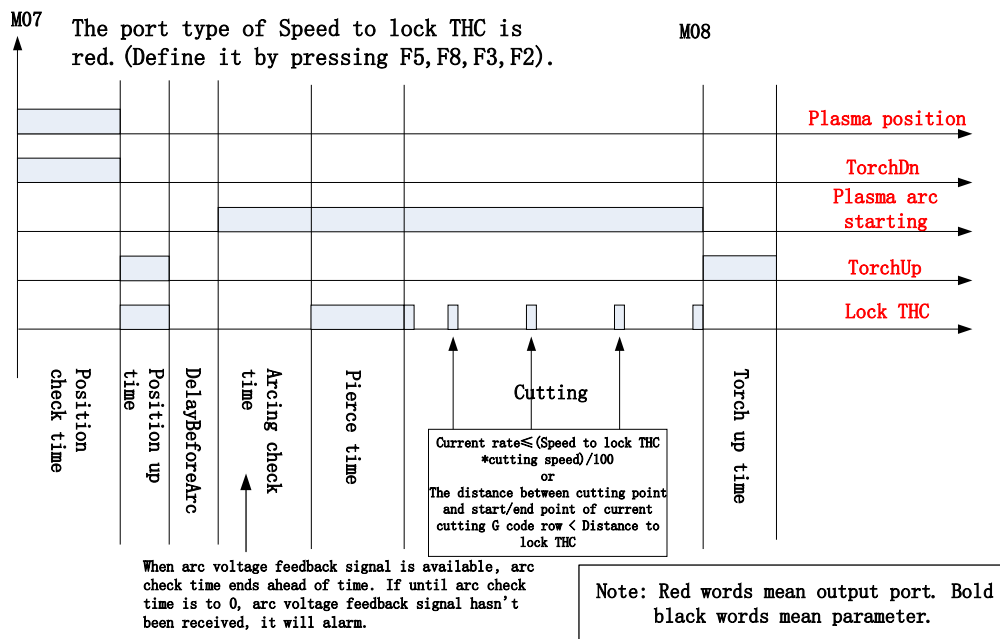 M07
The port type of Speed to lock THC is
red. (Define it by pressing F5, F8, F3, F2).
M08
Plasma position
TorchDn
Plasma arc
starting
TorchUp
Lock THC
Position
check time
Position up
time
DelayBeforeArc
Arcing check
time
Pierce time
Cutting
Torch up time
Current rate≤(Speed to lock THC
*cutting speed)/100
or
The distance between cutting point
and start/end point of current
cutting G code row < Distance to
lock THC
When arc voltage feedback signal is available, arc
check time ends ahead of time. If until arc check
time is to 0, arc voltage feedback signal hasn't
been received, it will alarm.
Note: Red words mean output port. Bold
black words mean parameter.